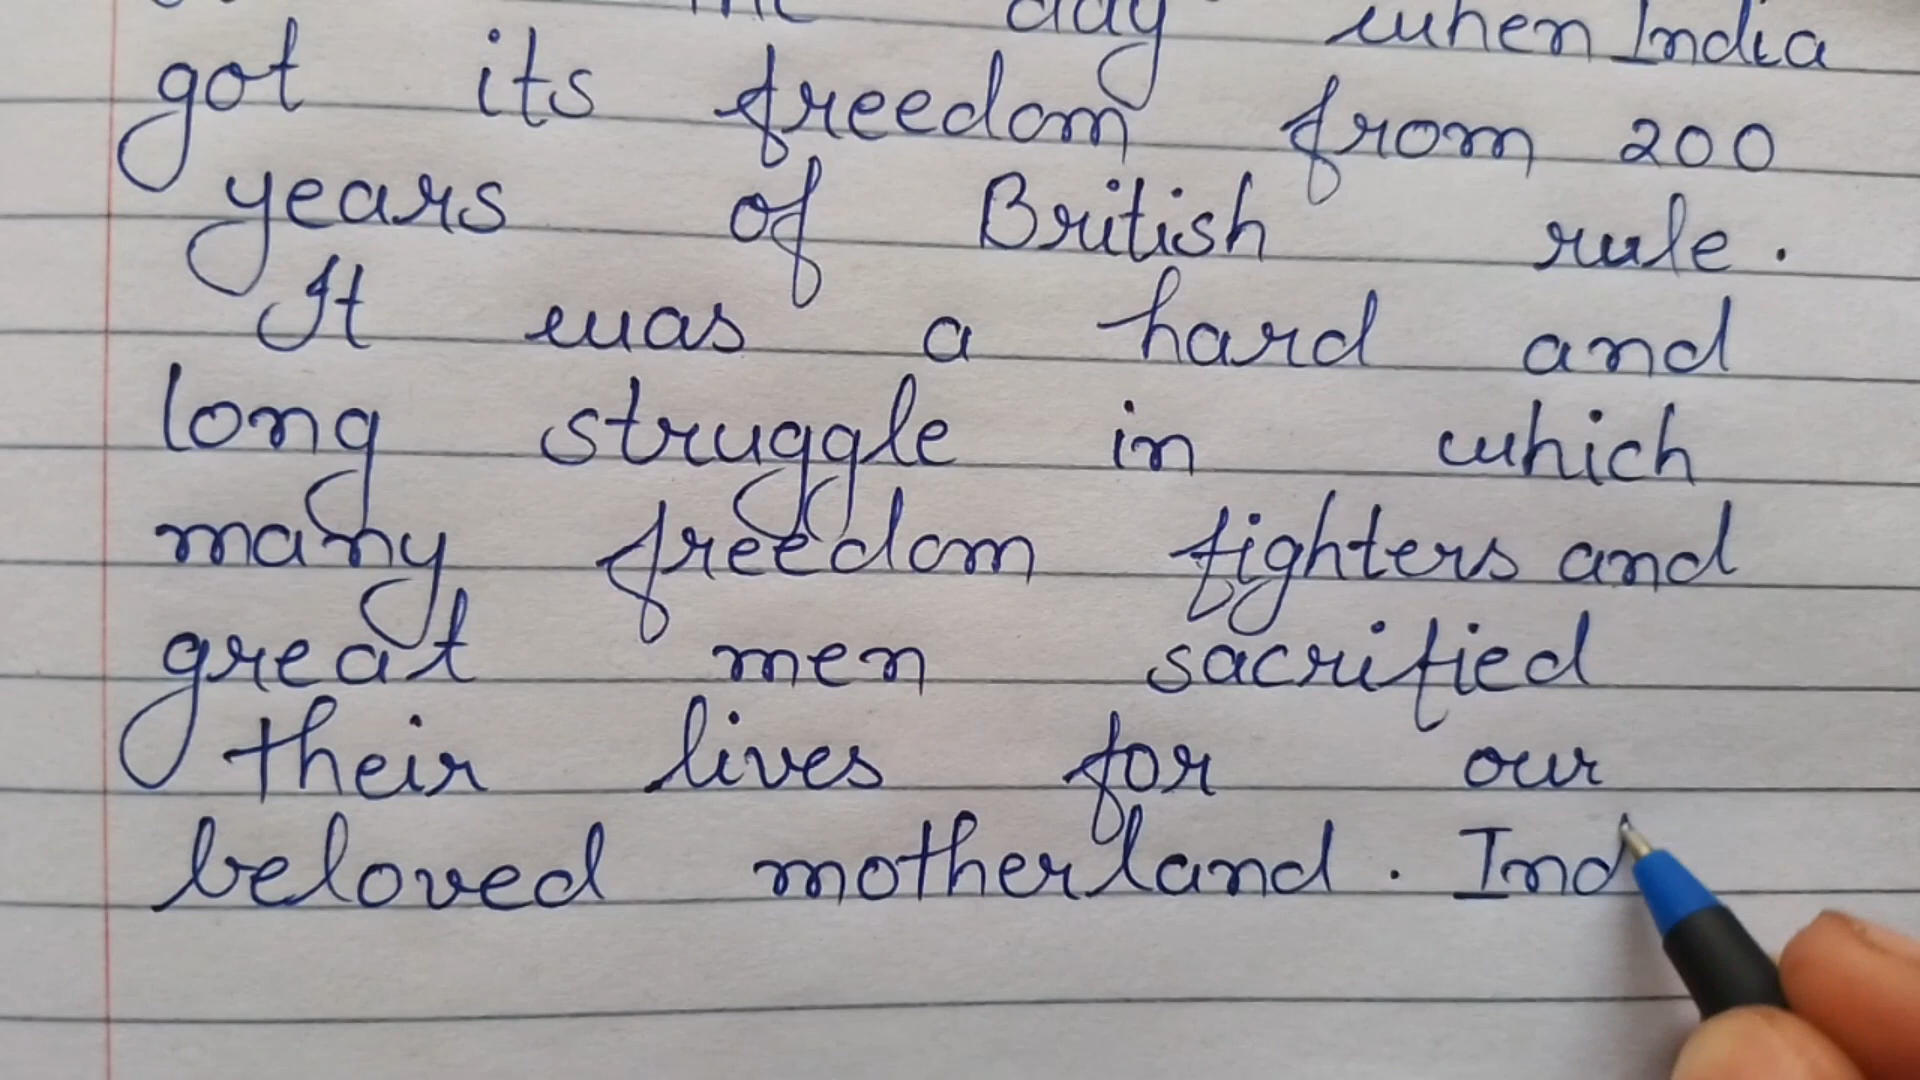 day when India
got its freedom from 200
years of British rule.
It was a hard and
long struggle in which
many freedom fighters and
great men sacrified
their lives for our
beloved motherland. Ind